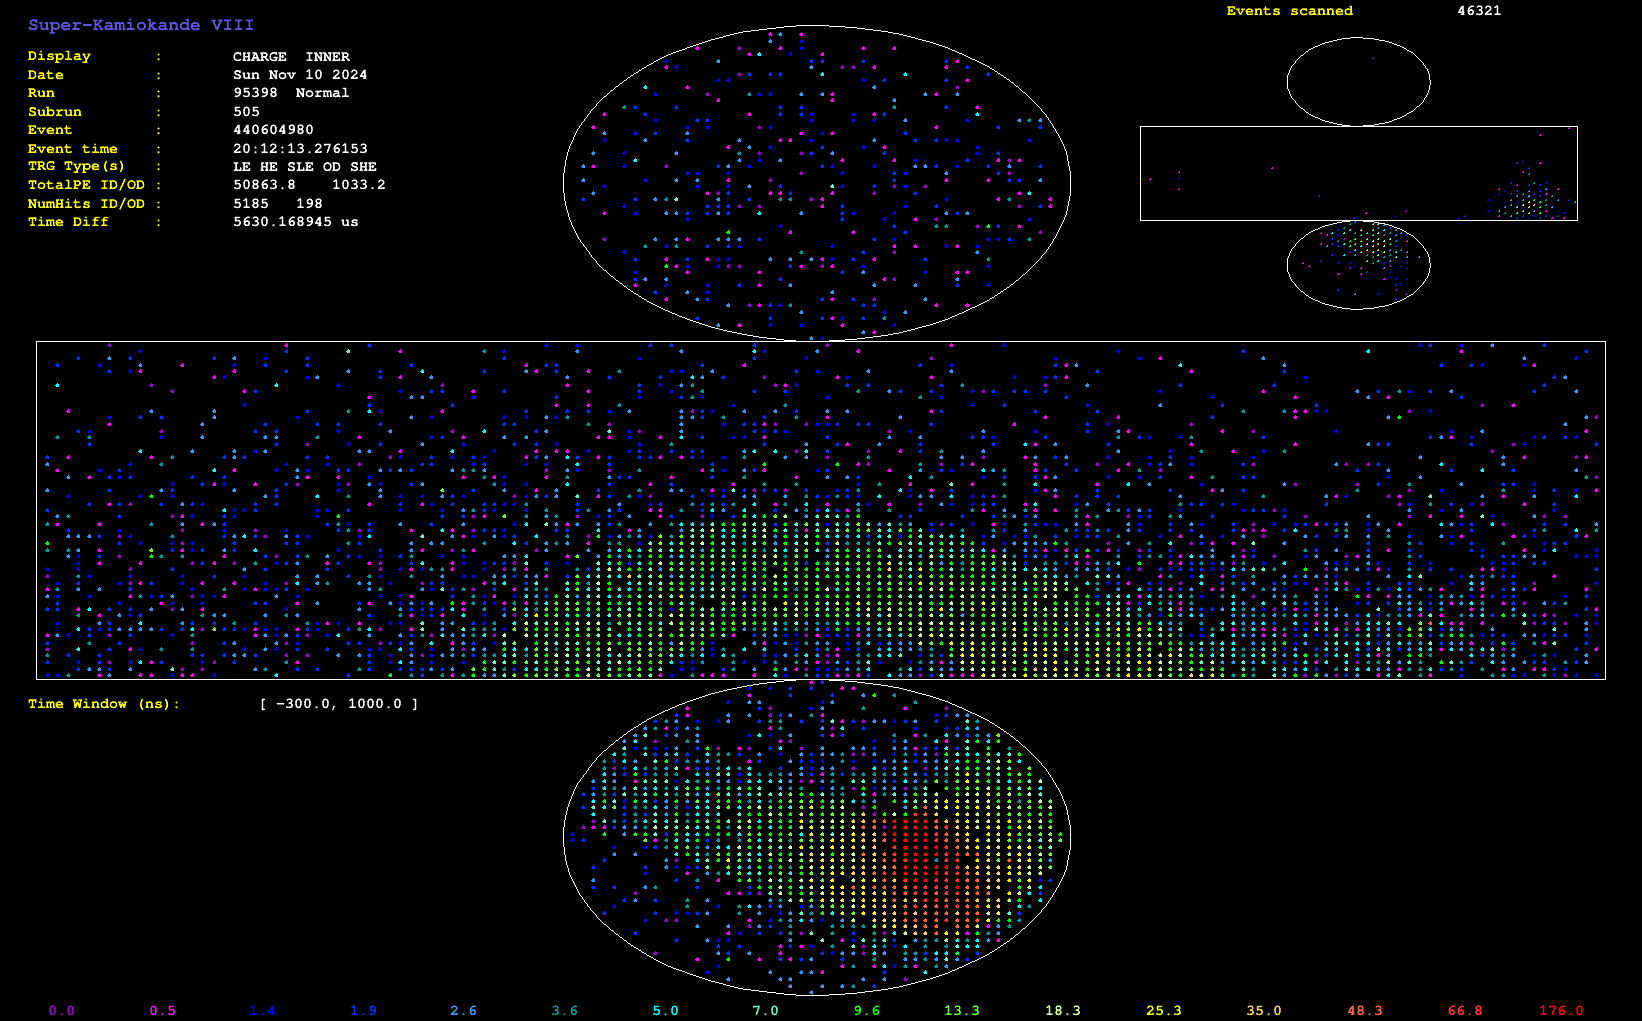 Super-Kamiokande VIII
Display : CHARGE INNER
Date : Sun Nov 10 2024
Run : 95398 Normal
Subrun : 505
Event : 440604980
Event time : 20:12:13.276153
TRG Type(s) : LE HE SLE OD SHE
TotalPE ID/OD : 50863.8 1033.2
NumHits ID/OD : 5185 198
Time Diff : 5630.168945 us
Events scanned 46321
Time Window (ns): [ -300.0, 1000.0 ]
0.0 0.5 1.4 1.9 2.6 3.6 5.0 7.0 9.6 13.3 18.3 25.3 35.0 48.3 66.8 176.0